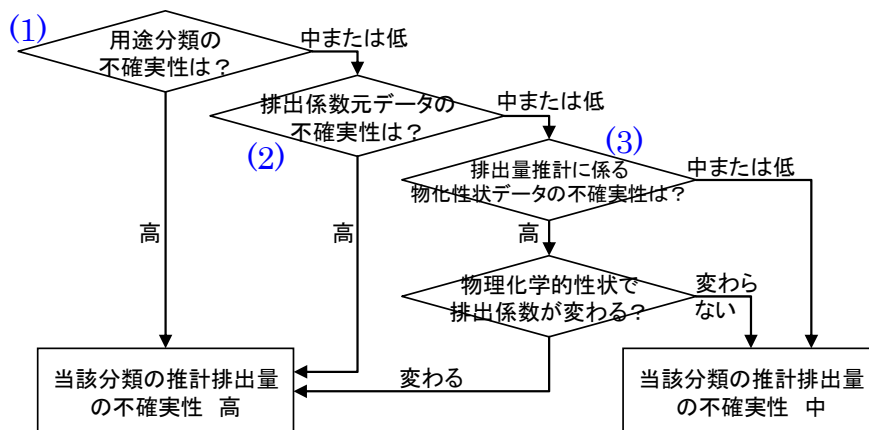 (1)
用途分類の
不確実性は？
中または低
排出係数元データの
不確実性は？
中または低
(2)
(3)
排出量推計に係る
物化性状データの不確実性は？
中または低
高
高
高
物理化学的性状で
排出係数が変わる？
変わら
ない
当該分類の推計排出量
の不確実性 高
変わる
当該分類の推計排出量
の不確実性 中